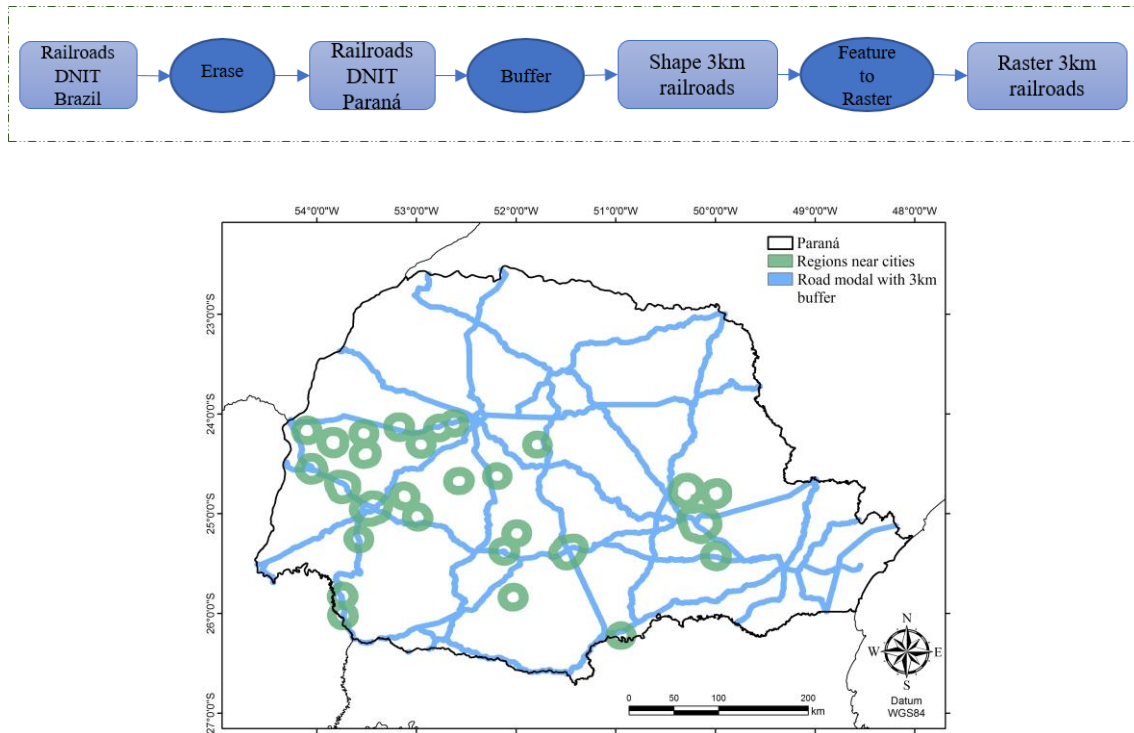 Railroads
DNIT
Brazil
Erase
Railroads
DNIT
Paraná
Buffer
Shape 3km
railroads
Feature
to
Raster
Raster 3km
railroads
54°0'0"W
53°0'0"W
52°0'0"W
51°0'0"W
50°0'0"W
49°0'0"W
48°0'0"W
Paraná
Regions near cities
Road modal with 3km
buffer
23°0'0"S
24°0'0"S
25°0'0"S
26°0'0"S
27°0'0"S
N
W
E
S
Datum
WGS84
0 50 100 200
km